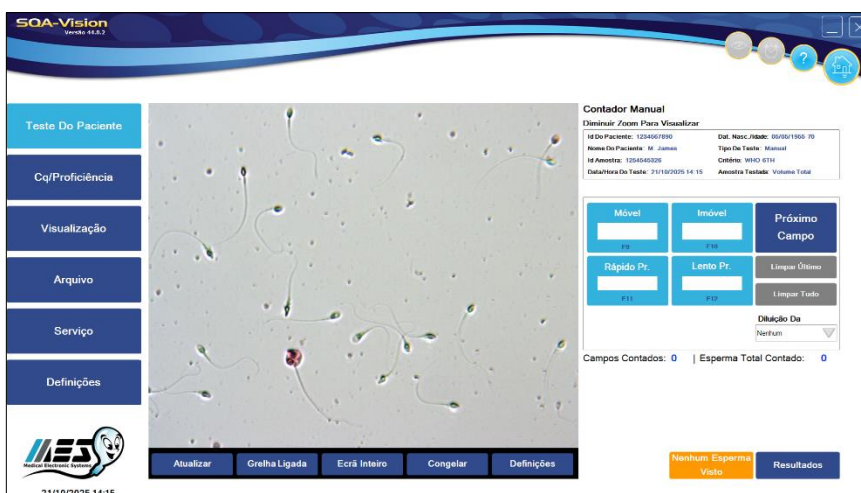 SQA-Vision
Versão 44.0.2
?
Teste Do Paciente
Cq/Proficiência
Visualização
Arquivo
Serviço
Definições
MES
Medical Electronic Systems
21/10/2025 14:15
Atualizar
Grelha Ligada
Ecrã Inteiro
Congelar
Definições
Contador Manual
Diminuir Zoom Para Visualizar
Id Do Paciente: 1234567890 Dat. Nasc./Idade: 05/05/1955 70
Nome Do Paciente: M. James Tipo De Teste: Manual
Id Amostra: 1254545326 Critério: WHO 6TH
Data/Hora Do Teste: 21/10/2025 14:15 Amostra Testada: Volume Total
Móvel
F9
Imóvel
F10
Próximo
Campo
Rápido Pr.
F11
Lento Pr.
F12
Limpar Último
Limpar Tudo
Diluição Da
Nenhum
Campos Contados: 0 | Esperma Total Contado: 0
Nenhum Esperma
Visto
Resultados